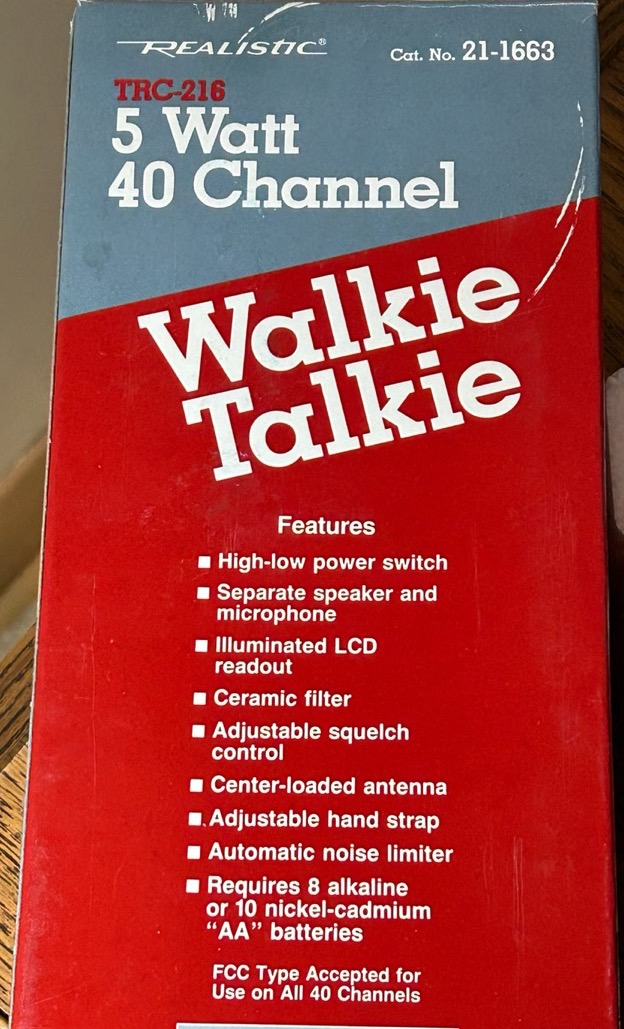 REALISTIC®
Cat. No. 21-1663
TRC-216
5 Watt
40 Channel
Walkie
Talkie
Features
■ High-low power switch
■ Separate speaker and
microphone
■ Illuminated LCD
readout
■ Ceramic filter
■ Adjustable squelch
control
■ Center-loaded antenna
■ Adjustable hand strap
■ Automatic noise limiter
■ Requires 8 alkaline
or 10 nickel-cadmium
“AA” batteries
FCC Type Accepted for
Use on All 40 Channels